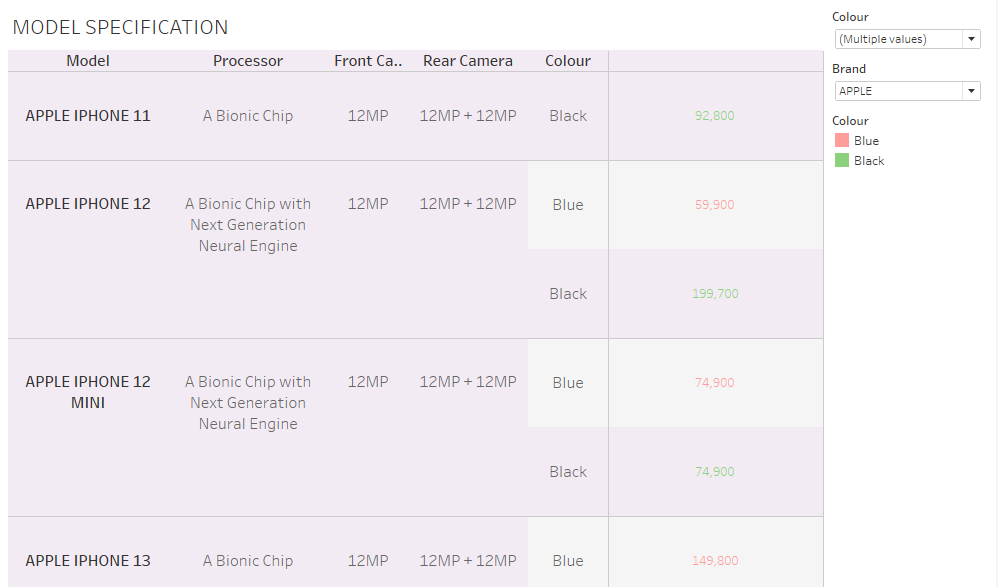 MODEL SPECIFICATION
Model Processor Front Ca.. Rear Camera Colour
APPLE IPHONE 11 A Bionic Chip 12MP 12MP + 12MP Black 92,800
APPLE IPHONE 12 A Bionic Chip with 12MP 12MP + 12MP Blue 59,900
Next Generation
Neural Engine
Black 199,700
APPLE IPHONE 12 A Bionic Chip with 12MP 12MP + 12MP Blue 74,900
MINI Next Generation
Neural Engine
Black 74,900
APPLE IPHONE 13 A Bionic Chip 12MP 12MP + 12MP Blue 149,800
Colour
(Multiple values)
Brand
APPLE
Colour
Blue
Black